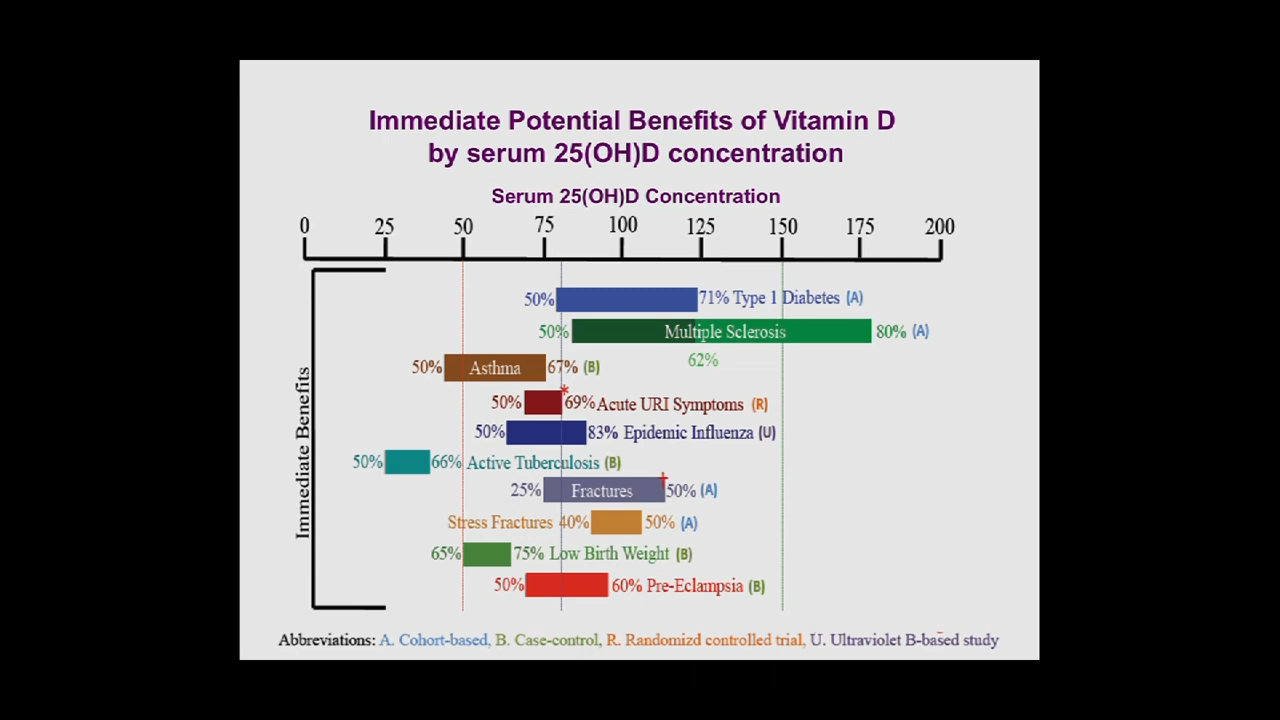 Immediate Potential Benefits of Vitamin D
by serum 25(OH)D concentration
Serum 25(OH)D Concentration
0 25 50 75 100 125 150 175 200
Immediate Benefits
50% 71% Type 1 Diabetes (A)
50% Multiple Sclerosis 80% (A)
62%
50% Asthma 67% (B)
50% * 69% Acute URI Symptoms (R)
50% 83% Epidemic Influenza (U)
50% 66% Active Tuberculosis (B)
25% Fractures † 50% (A)
Stress Fractures 40% 50% (A)
65% 75% Low Birth Weight (B)
50% 60% Pre-Eclampsia (B)
Abbreviations: A. Cohort-based, B. Case-control, R. Randomizd controlled trial, U. Ultraviolet B-based study